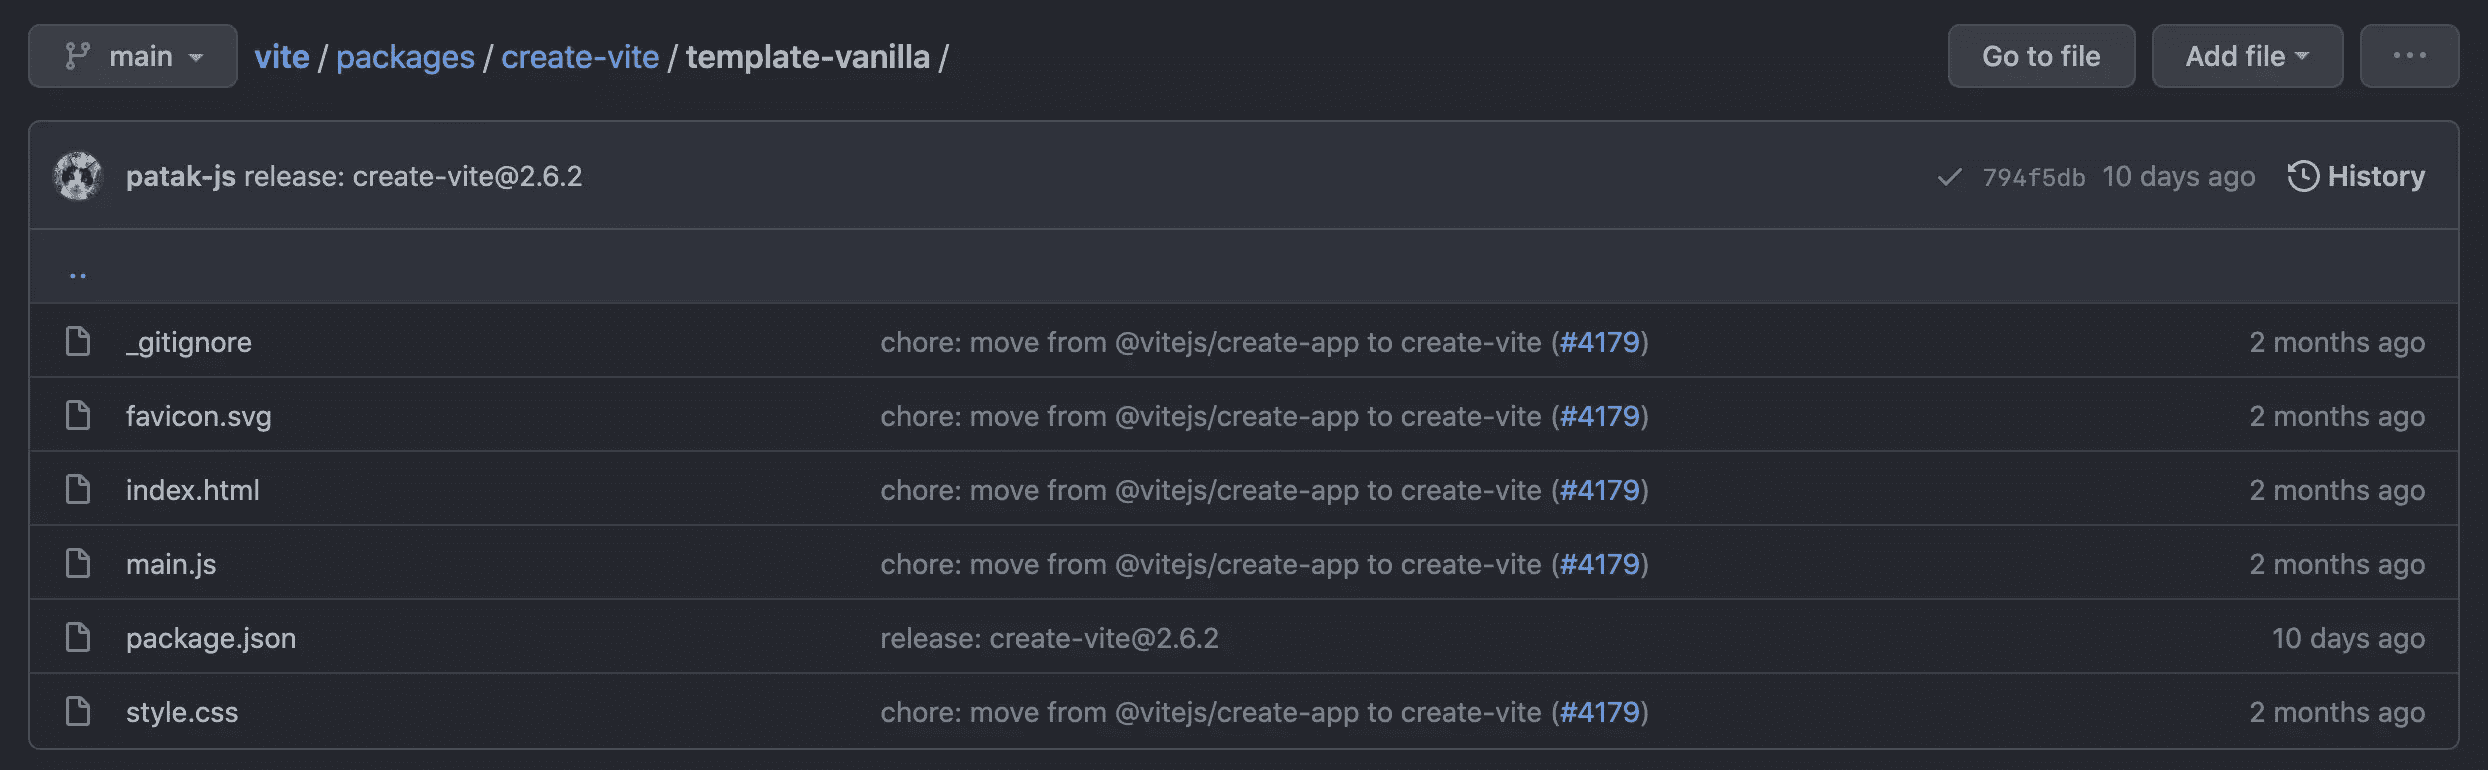 main vite / packages / create-vite / template-vanilla / Go to file Add file ...
patak-js release: create-vite@2.6.2 794f5db 10 days ago History
..
_gitignore chore: move from @vitejs/create-app to create-vite (#4179) 2 months ago
favicon.svg chore: move from @vitejs/create-app to create-vite (#4179) 2 months ago
index.html chore: move from @vitejs/create-app to create-vite (#4179) 2 months ago
main.js chore: move from @vitejs/create-app to create-vite (#4179) 2 months ago
package.json release: create-vite@2.6.2 10 days ago
style.css chore: move from @vitejs/create-app to create-vite (#4179) 2 months ago